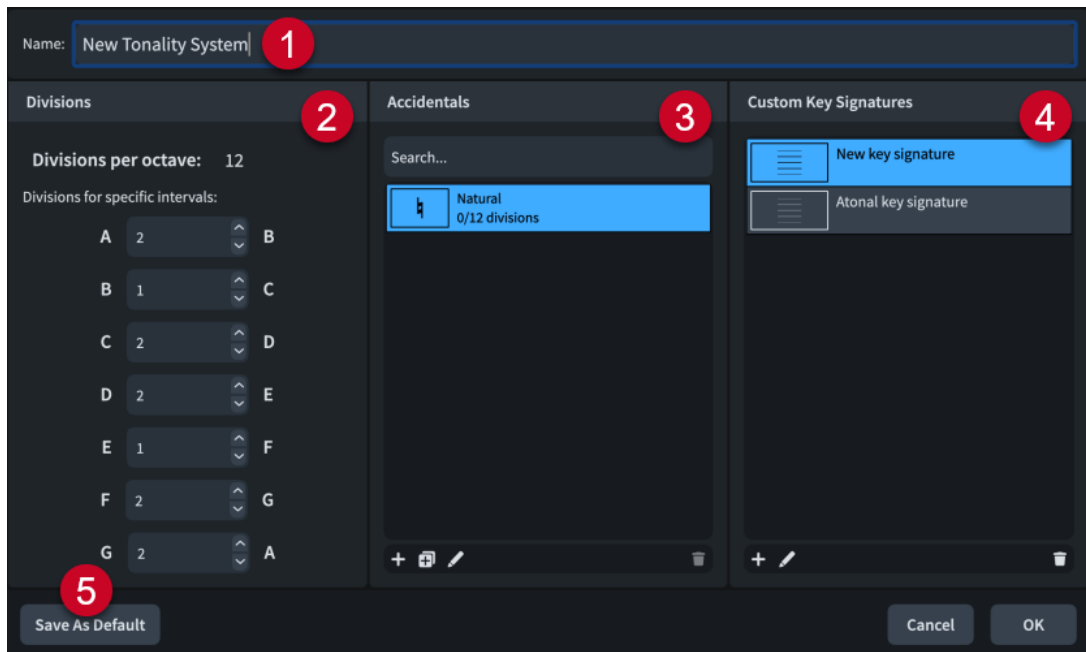 Name: New Tonality System 1
Divisions 2
Divisions per octave: 12
Divisions for specific intervals:
A 2 B
B 1 C
C 2 D
D 2 E
E 1 F
F 2 G
G 2 A
Accidentals 3
Search...
Natural
0/12 divisions
Custom Key Signatures 4
New key signature
Atonal key signature
5
Save As Default
Cancel
OK